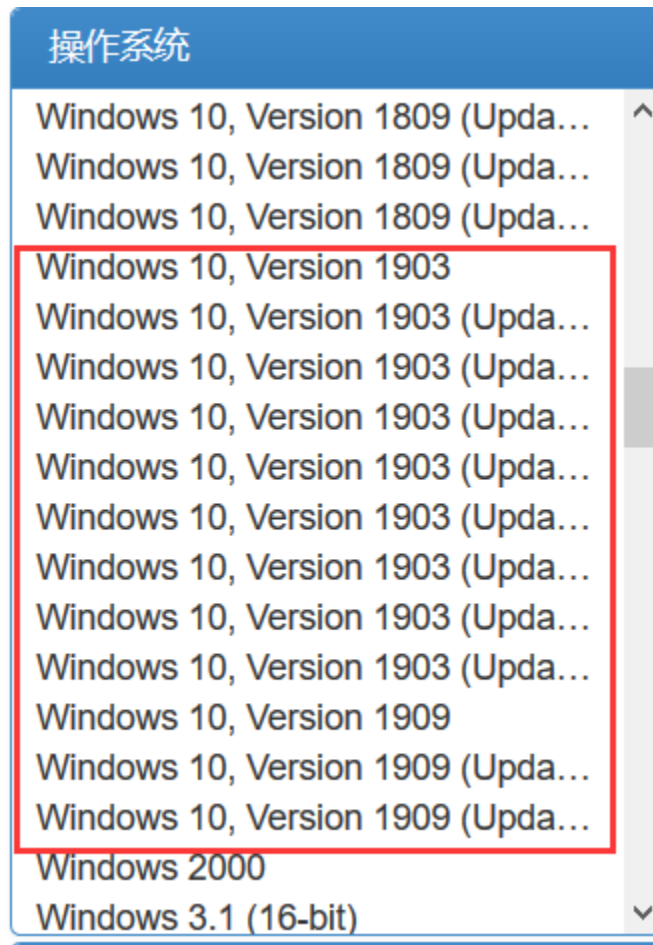 操作系统
Windows 10, Version 1809 (Upda...
Windows 10, Version 1809 (Upda...
Windows 10, Version 1809 (Upda...
Windows 10, Version 1903
Windows 10, Version 1903 (Upda...
Windows 10, Version 1903 (Upda...
Windows 10, Version 1903 (Upda...
Windows 10, Version 1903 (Upda...
Windows 10, Version 1903 (Upda...
Windows 10, Version 1903 (Upda...
Windows 10, Version 1903 (Upda...
Windows 10, Version 1903 (Upda...
Windows 10, Version 1909
Windows 10, Version 1909 (Upda...
Windows 10, Version 1909 (Upda...
Windows 2000
Windows 3.1 (16-bit)